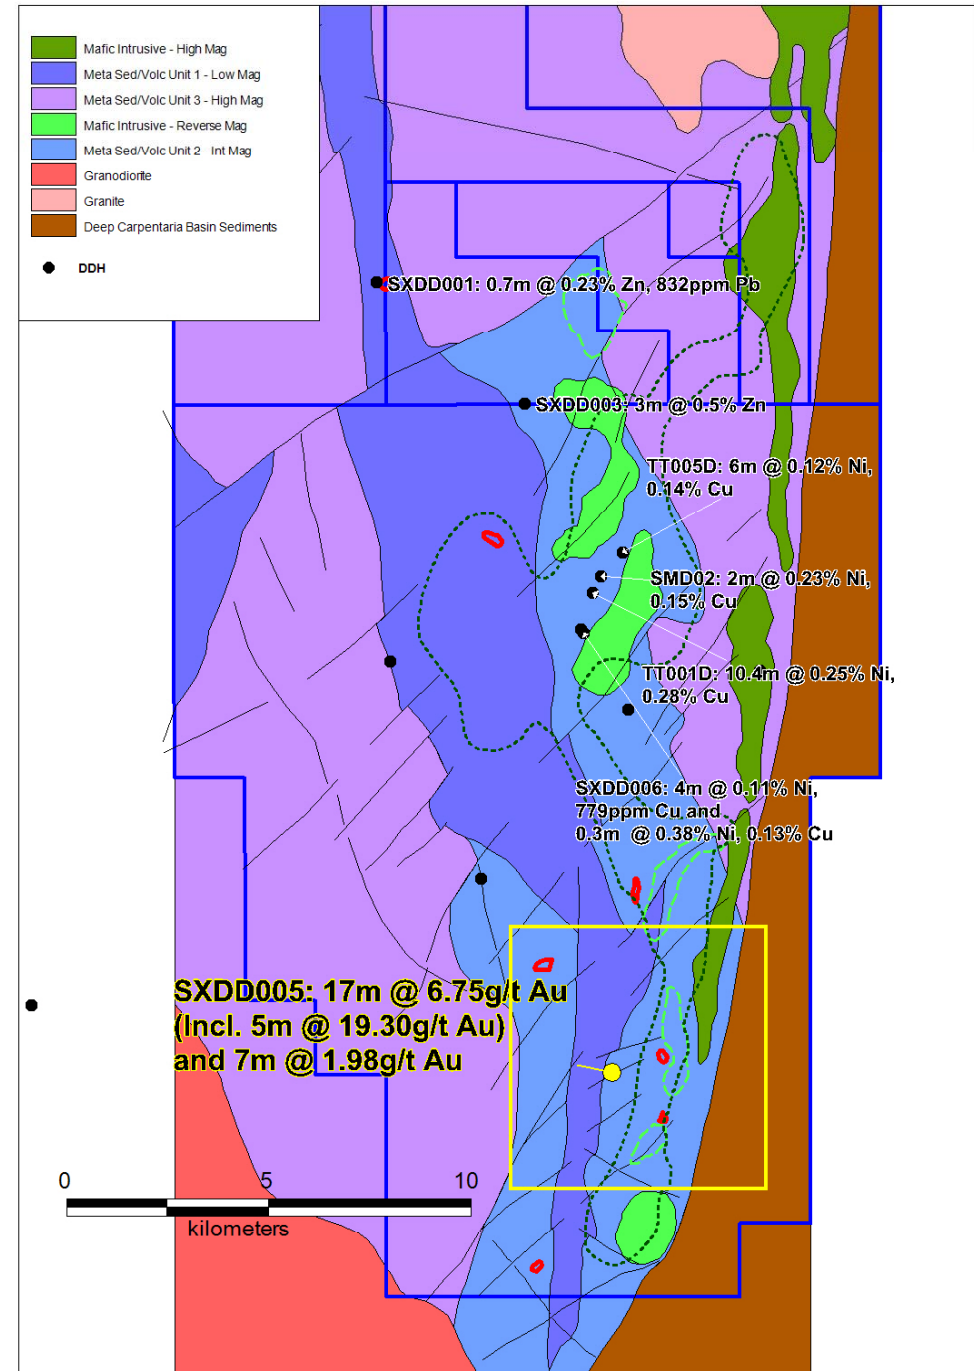 Mafic Intrusive - High Mag
Meta Sed/Volc Unit 1 - Low Mag
Meta Sed/Volc Unit 3 - High Mag
Mafic Intrusive - Reverse Mag
Meta Sed/Volc Unit 2 Int Mag
Granodiorite
Granite
Deep Carpentaria Basin Sediments
DDH
SXDD001: 0.7m @ 0.23% Zn, 832ppm Pb
SXDD003: 3m @ 0.5% Zn
TT005D: 6m @ 0.12% Ni,
0.14% Cu
SMD02: 2m @ 0.23% Ni,
0.15% Cu
TT001D: 10.4m @ 0.25% Ni,
0.28% Cu
SXDD006: 4m @ 0.11% Ni,
779ppm Cu and
0.3m @ 0.38% Ni, 0.13% Cu
SXDD005: 17m @ 6.75g/t Au
(Incl. 5m @ 19.30g/t Au)
and 7m @ 1.98g/t Au
0 5 10
kilometers